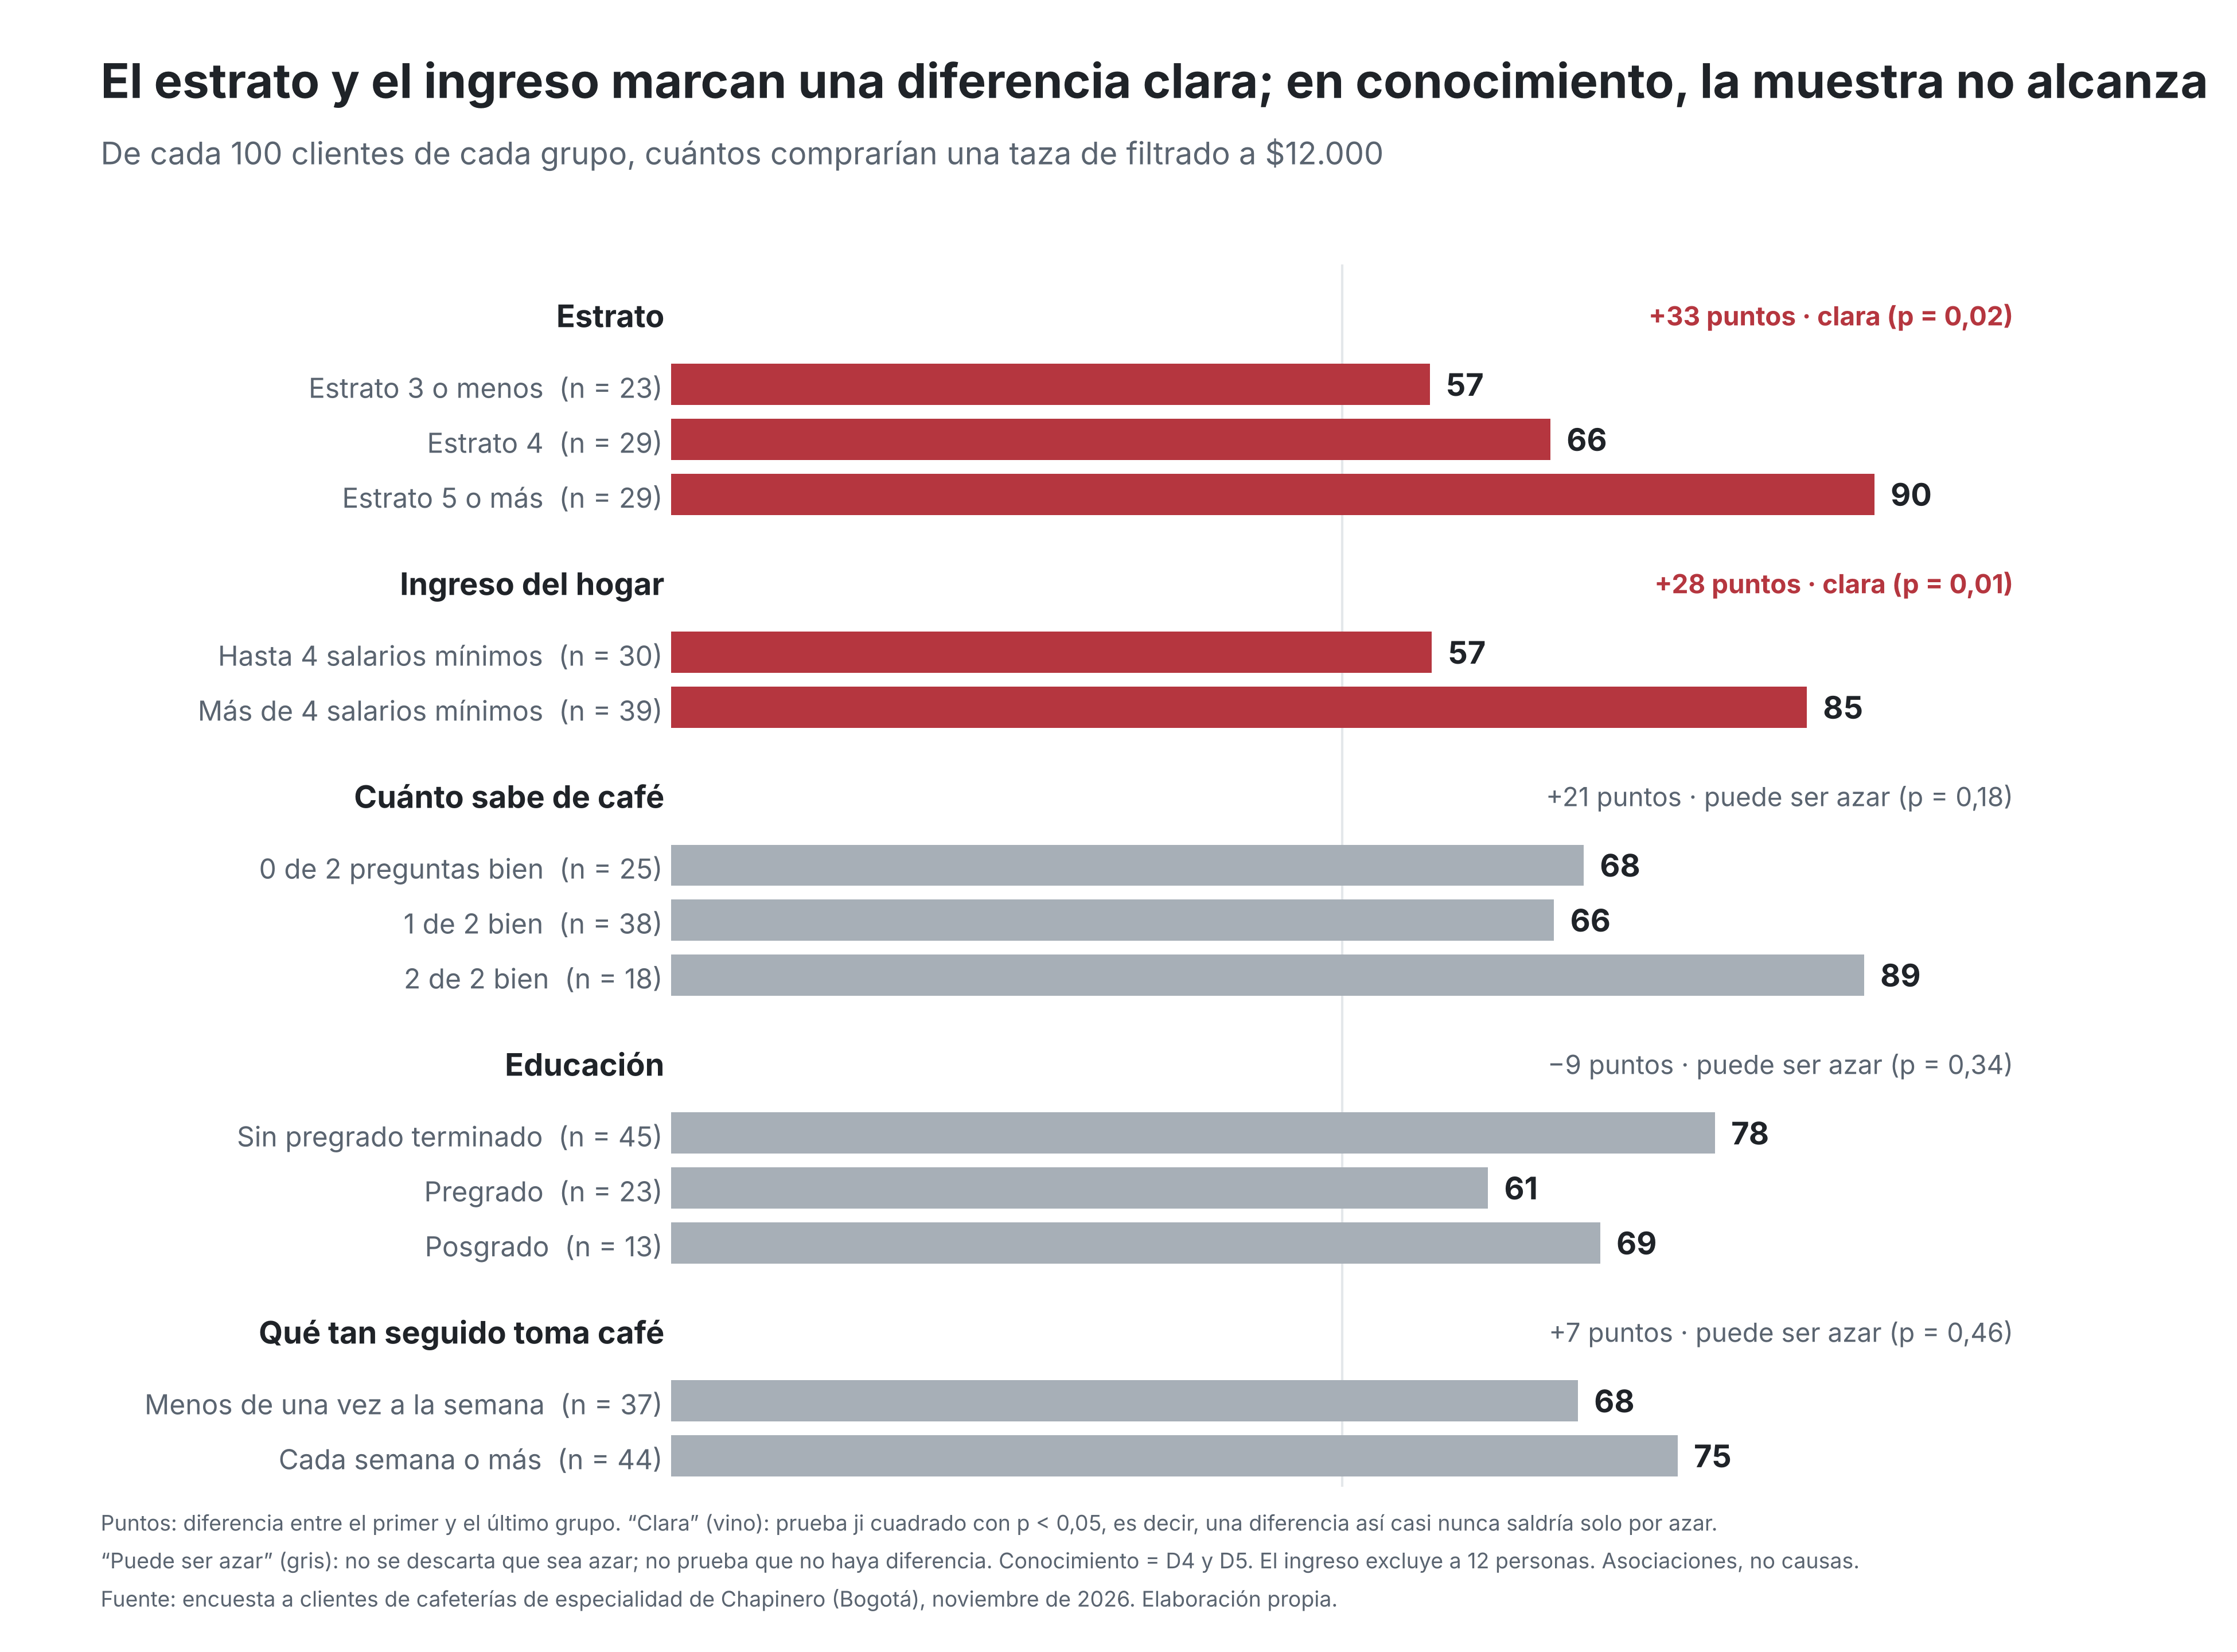 El estrato y el ingreso marcan una diferencia clara; en conocimiento, la muestra no alcanza
De cada 100 clientes de cada grupo, cuántos comprarían una taza de filtrado a $12.000
Estrato
+33 puntos · clara (p = 0,02)
Estrato 3 o menos (n = 23) 57
Estrato 4 (n = 29) 66
Estrato 5 o más (n = 29) 90
Ingreso del hogar
+28 puntos · clara (p = 0,01)
Hasta 4 salarios mínimos (n = 30) 57
Más de 4 salarios mínimos (n = 39) 85
Cuánto sabe de café
+21 puntos · puede ser azar (p = 0,18)
0 de 2 preguntas bien (n = 25) 68
1 de 2 bien (n = 38) 66
2 de 2 bien (n = 18) 89
Educación
−9 puntos · puede ser azar (p = 0,34)
Sin pregrado terminado (n = 45) 78
Pregrado (n = 23) 61
Posgrado (n = 13) 69
Qué tan seguido toma café
+7 puntos · puede ser azar (p = 0,46)
Menos de una vez a la semana (n = 37) 68
Cada semana o más (n = 44) 75
Puntos: diferencia entre el primer y el último grupo. “Clara” (vino): prueba ji cuadrado con p < 0,05, es decir, una diferencia así casi nunca saldría solo por azar.
“Puede ser azar” (gris): no se descarta que sea azar; no prueba que no haya diferencia. Conocimiento = D4 y D5. El ingreso excluye a 12 personas. Asociaciones, no causas.
Fuente: encuesta a clientes de cafeterías de especialidad de Chapinero (Bogotá), noviembre de 2026. Elaboración propia.